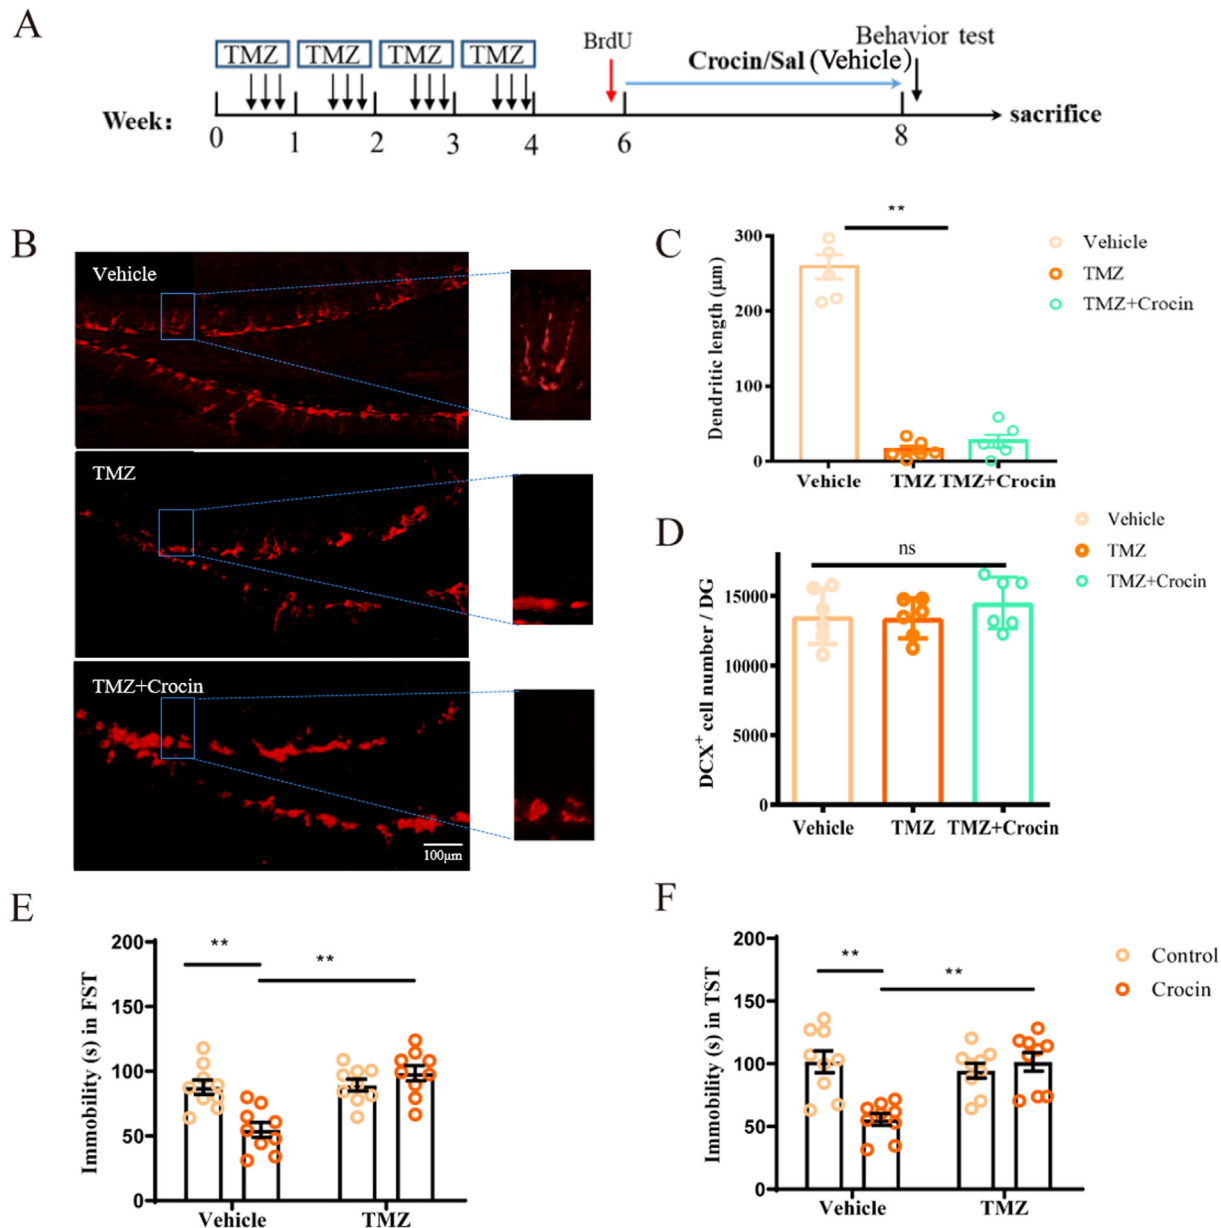 A
TMZ TMZ TMZ TMZ
BrdU
Behavior test
Crocin/Sal (Vehicle)
Week:
sacrifice
0 1 2 3 4 6 8
B
Vehicle
TMZ
TMZ+Crocin
100μm
C
**
Vehicle
TMZ
TMZ+Crocin
Dendritic length (μm)
300
200
100
0
Vehicle TMZ TMZ+Crocin
D
ns
Vehicle
TMZ
TMZ+Crocin
DCX+ cell number / DG
15000
10000
5000
0
Vehicle TMZ TMZ+Crocin
E
** **
Immobility (s) in FST
200
150
100
50
0
Vehicle TMZ
F
** **
Control
Crocin
Immobility (s) in TST
200
150
100
50
0
Vehicle TMZ